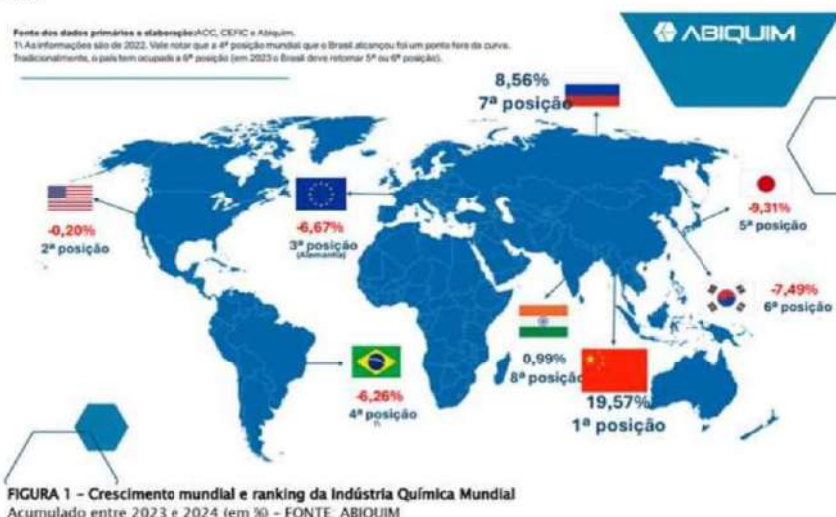 Fonte dos dados primários e elaboração: ACC, CEFIC e Abiquim.
1\ As informações são de 2022. Vale notar que a 4ª posição mundial que o Brasil alcançou foi um ponto fora da curva.
Tradicionalmente, o país tem ocupado a 6ª posição (em 2023 o Brasil deve retomar 5ª ou 6ª posição).
ABIQUIM
8,56%
7ª posição
-0,20%
2ª posição
-6,67%
3ª posição
(Alemanha)
-9,31%
5ª posição
-7,49%
6ª posição
0,99%
8ª posição
-6,26%
4ª posição
1\
19,57%
1ª posição
FIGURA 1 - Crescimento mundial e ranking da Indústria Química Mundial
Acumulado entre 2023 e 2024 (em %) - FONTE: ABIQUIM